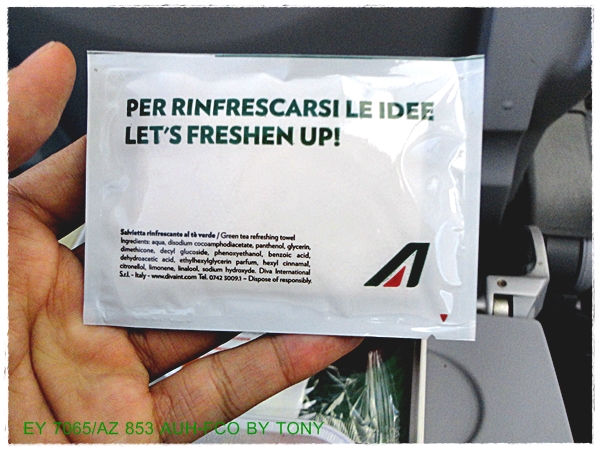 PER RINFRESCARSI LE IDEE
LET'S FRESHEN UP!
Salvietta rinfrescante al tè verde / Green tea refreshing towel
Ingredients: aqua, disodium cocoamphodiacetate, panthenol, glycerin,
dimethicone, decyl glucoside, phenoxyethanol, benzoic acid,
dehydroacetic acid, ethylhexylglycerin parfum, hexyl cinnamal,
citronellol, limonene, linalool, sodium hydroxyde. Diva International
S.r.l. - Italy - www.divaint.com Tel. 0742 50091.1 - Dispose of responsibly.
EY 7065/AZ 853 AUH-FCO BY TONY